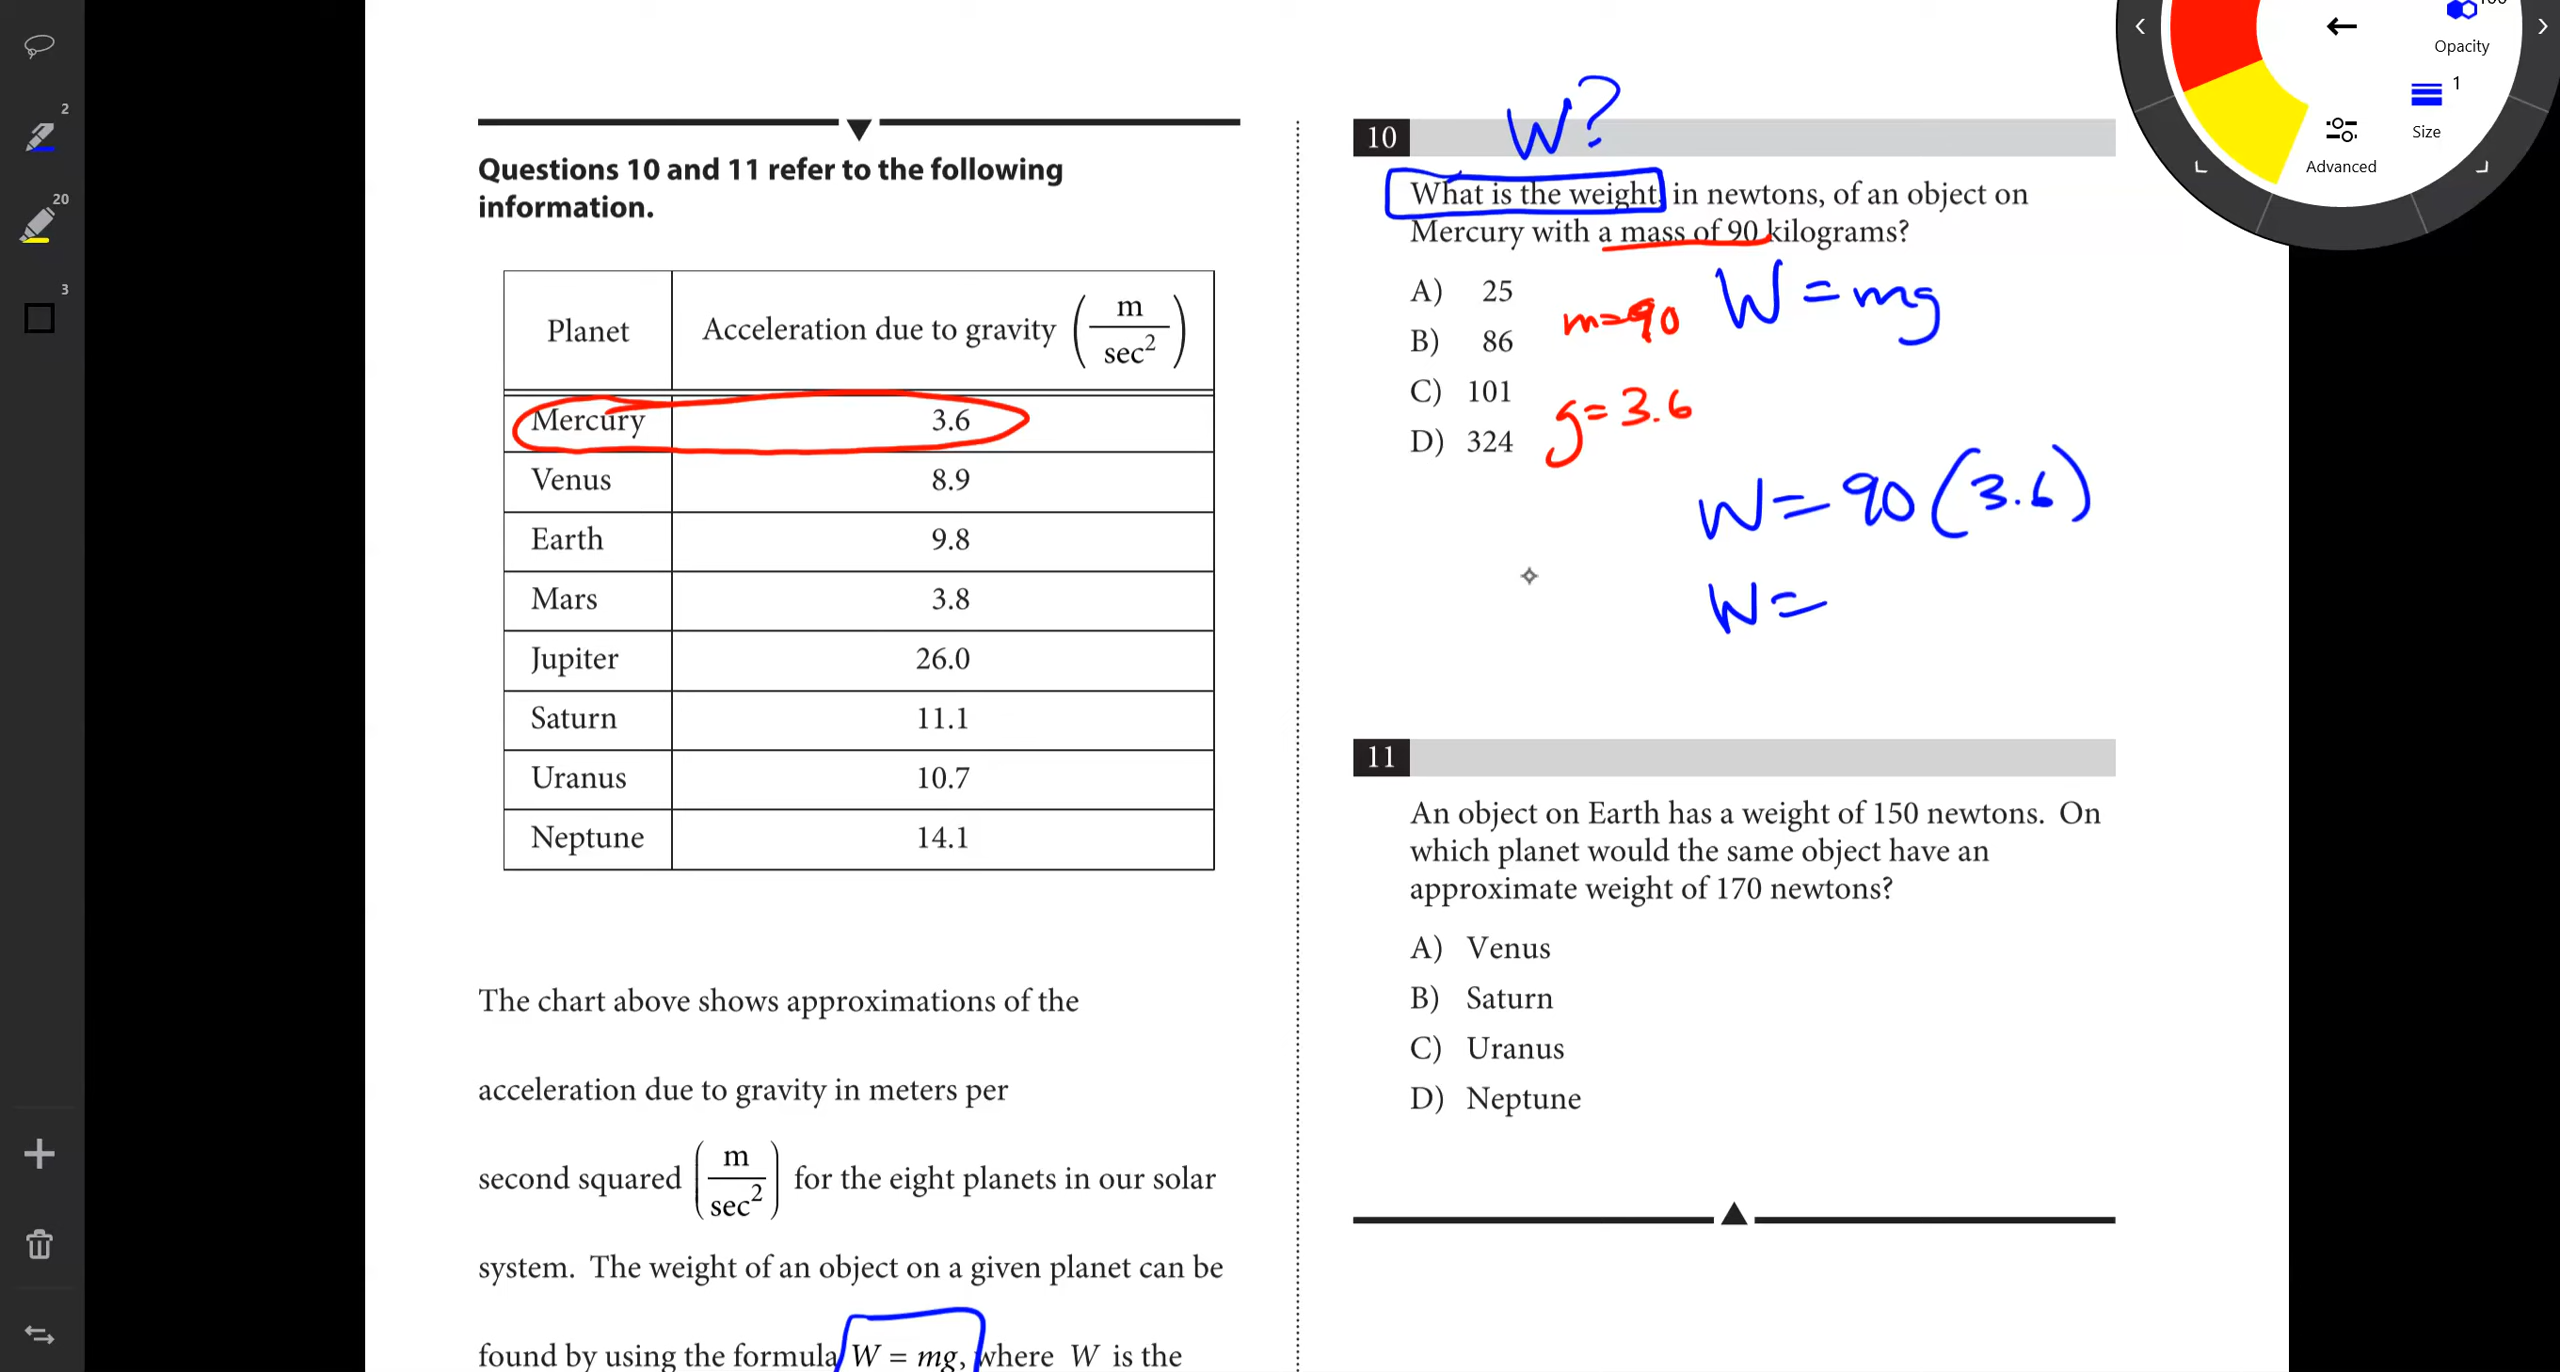 Questions 10 and 11 refer to the following
information.
Planet Acceleration due to gravity (m/sec²)
Mercury 3.6
Venus 8.9
Earth 9.8
Mars 3.8
Jupiter 26.0
Saturn 11.1
Uranus 10.7
Neptune 14.1
The chart above shows approximations of the
acceleration due to gravity in meters per
second squared (m/sec²) for the eight planets in our solar
system. The weight of an object on a given planet can be
found by using the formula W = mg, where W is the
W?
10
What is the weight, in newtons, of an object on
Mercury with a mass of 90 kilograms?
A) 25
B) 86
C) 101
D) 324
m=90
g=3.6
W=mg
W=90(3.6)
W=
11
An object on Earth has a weight of 150 newtons. On
which planet would the same object have an
approximate weight of 170 newtons?
A) Venus
B) Saturn
C) Uranus
D) Neptune
2
20
3
Opacity
1
Size
Advanced